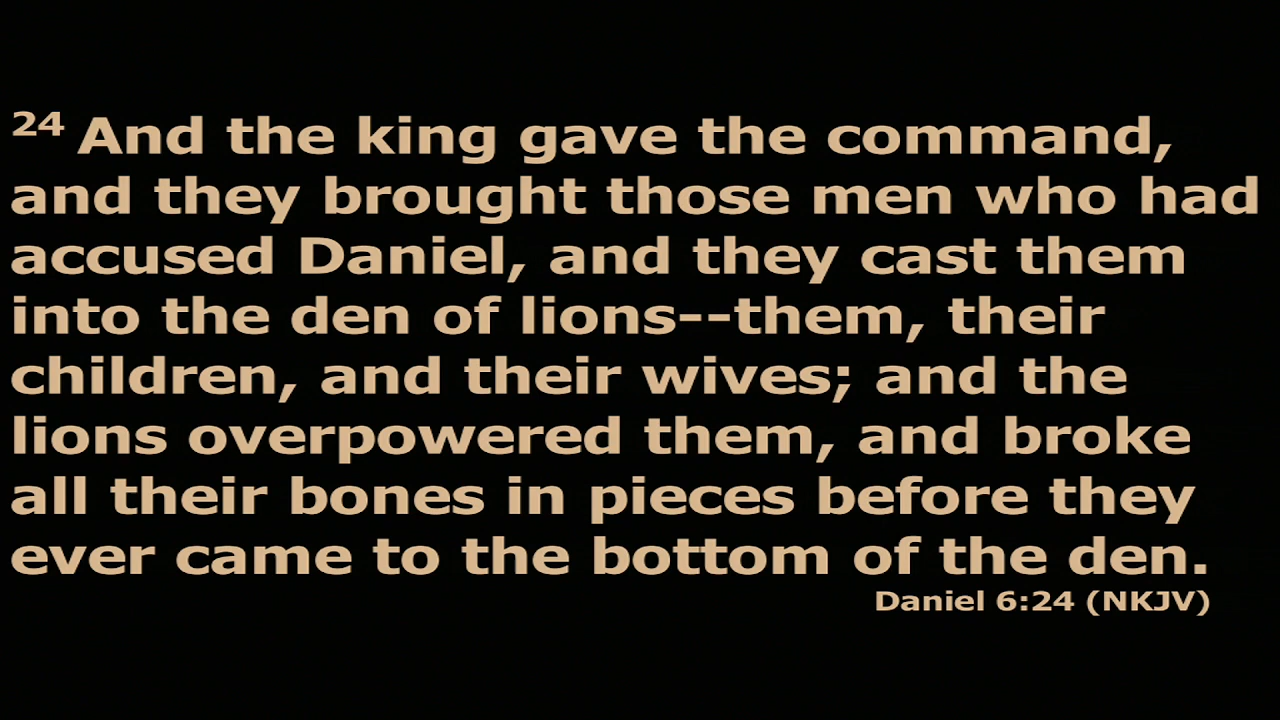 24 And the king gave the command,
and they brought those men who had
accused Daniel, and they cast them
into the den of lions--them, their
children, and their wives; and the
lions overpowered them, and broke
all their bones in pieces before they
ever came to the bottom of the den.
Daniel 6:24 (NKJV)